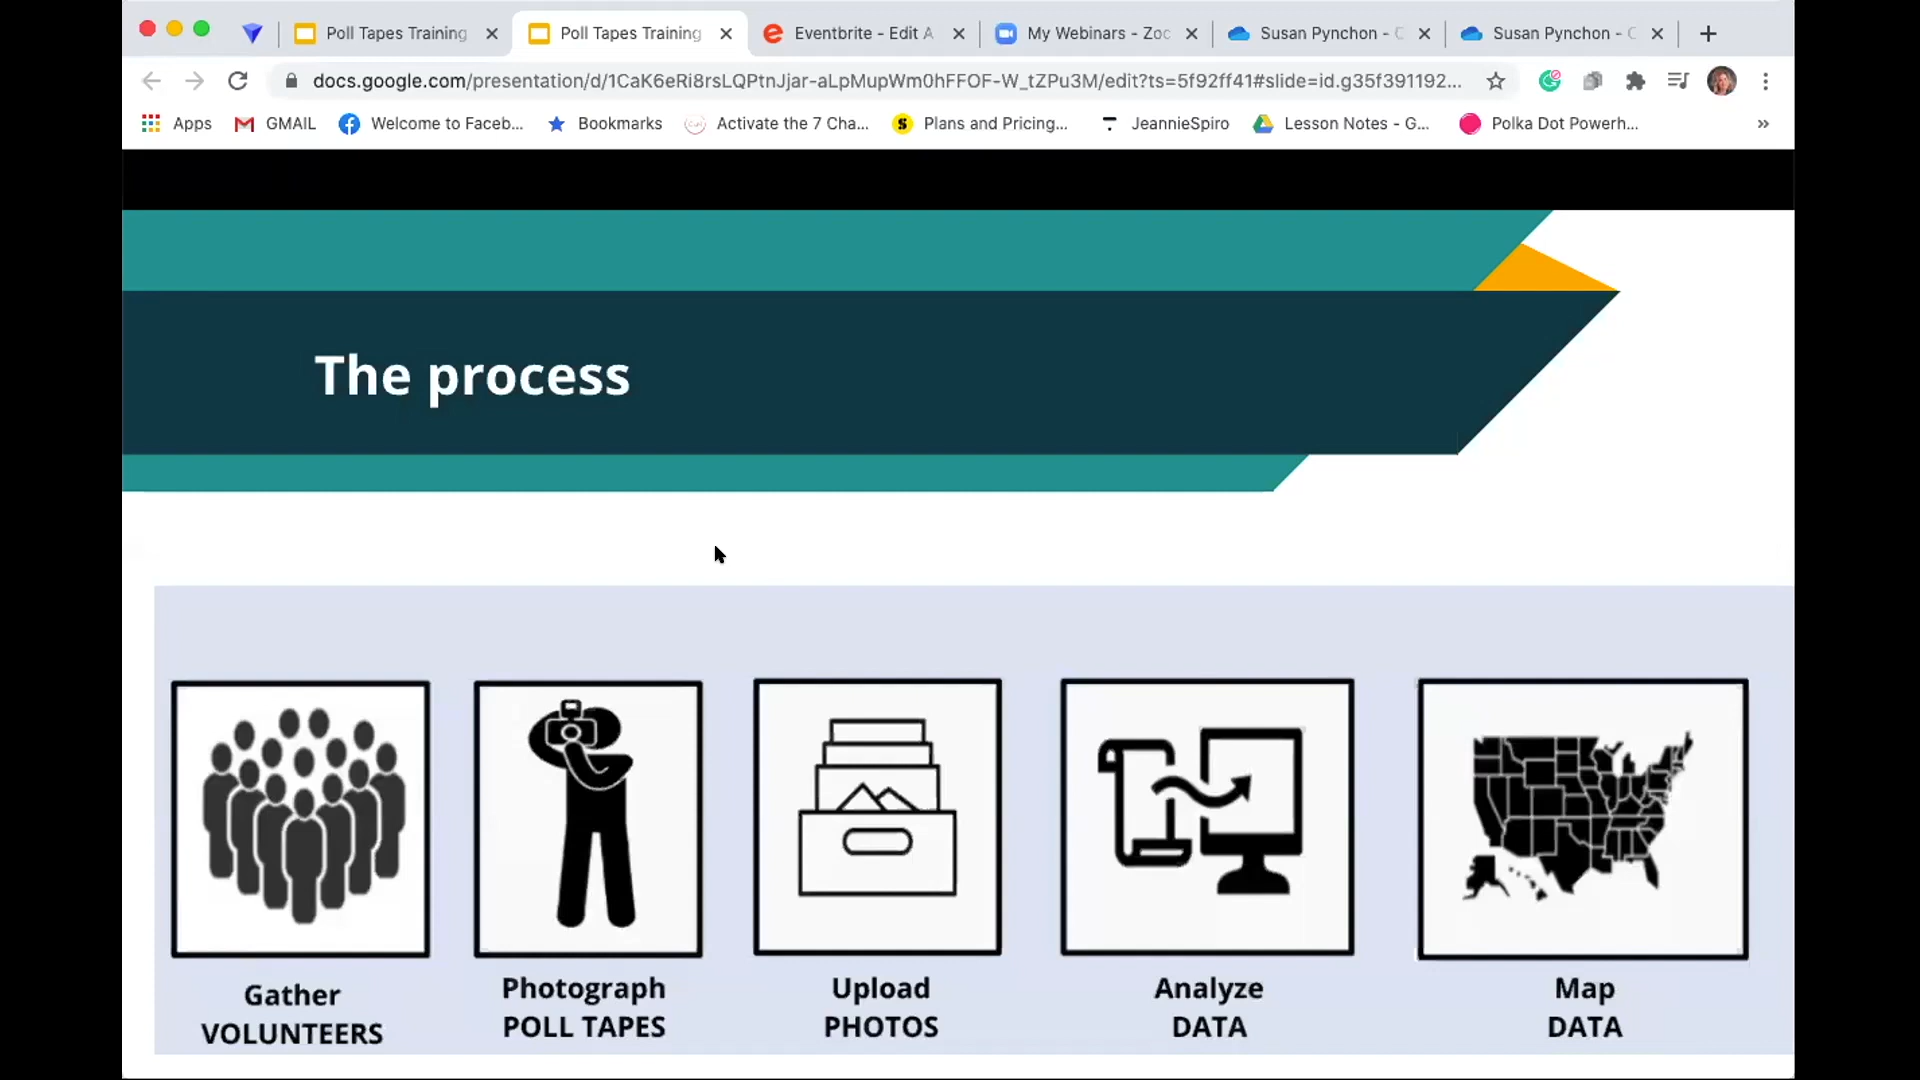 Poll Tapes Training
Poll Tapes Training
Eventbrite - Edit A
My Webinars - Zoo
Susan Pynchon - C
Susan Pynchon - C
docs.google.com/presentation/d/1CaK6eRi8rsLQPtnJjar-aLpMupWm0hFFOF-W_tZPu3M/edit?ts=5f92ff41#slide=id.g35f391192...
Apps
GMAIL
Welcome to Faceb...
Bookmarks
Activate the 7 Cha...
Plans and Pricing...
JeannieSpiro
Lesson Notes - G...
Polka Dot Powerh...
The process
Gather
VOLUNTEERS
Photograph
POLL TAPES
Upload
PHOTOS
Analyze
DATA
Map
DATA